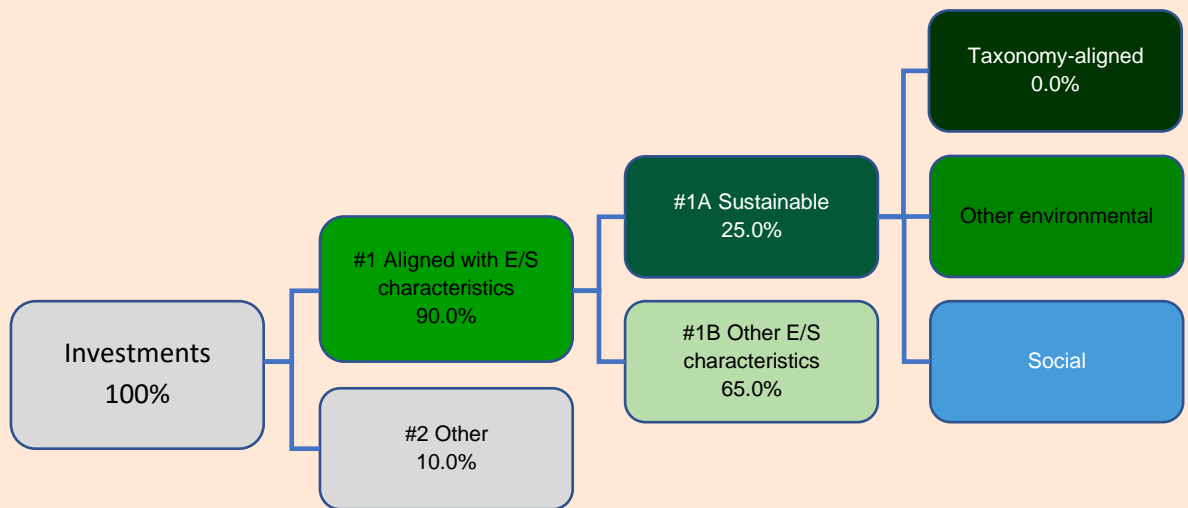 Investments
100%
#1 Aligned with E/S
characteristics
90.0%
#2 Other
10.0%
#1A Sustainable
25.0%
#1B Other E/S
characteristics
65.0%
Taxonomy-aligned
0.0%
Other environmental
Social